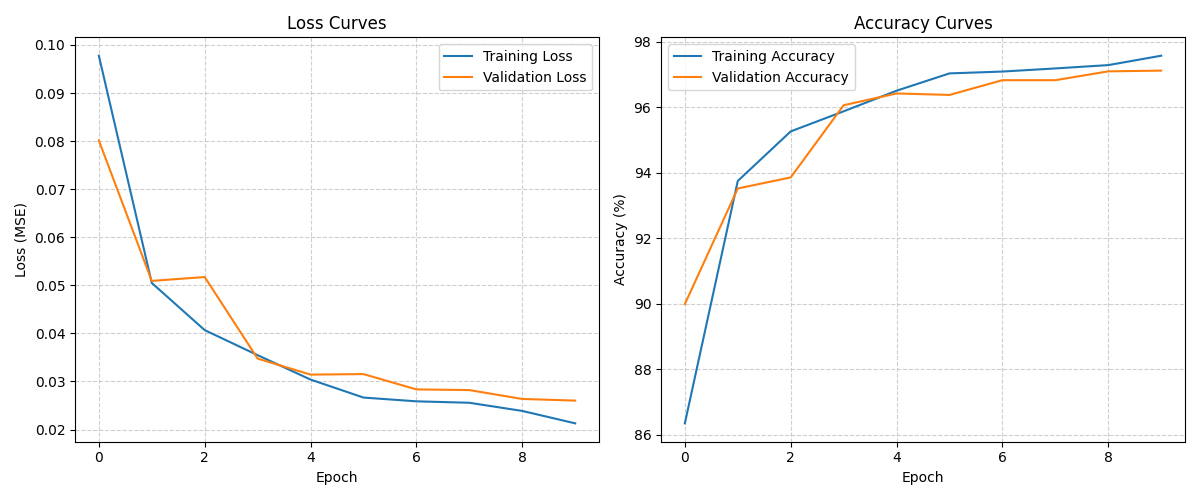 Loss Curves
Training Loss
Validation Loss
0.10
0.09
0.08
0.07
0.06
0.05
0.04
0.03
0.02
Loss (MSE)
0 2 4 6 8
Epoch
Accuracy Curves
Training Accuracy
Validation Accuracy
98
96
94
92
90
88
86
Accuracy (%)
0 2 4 6 8
Epoch